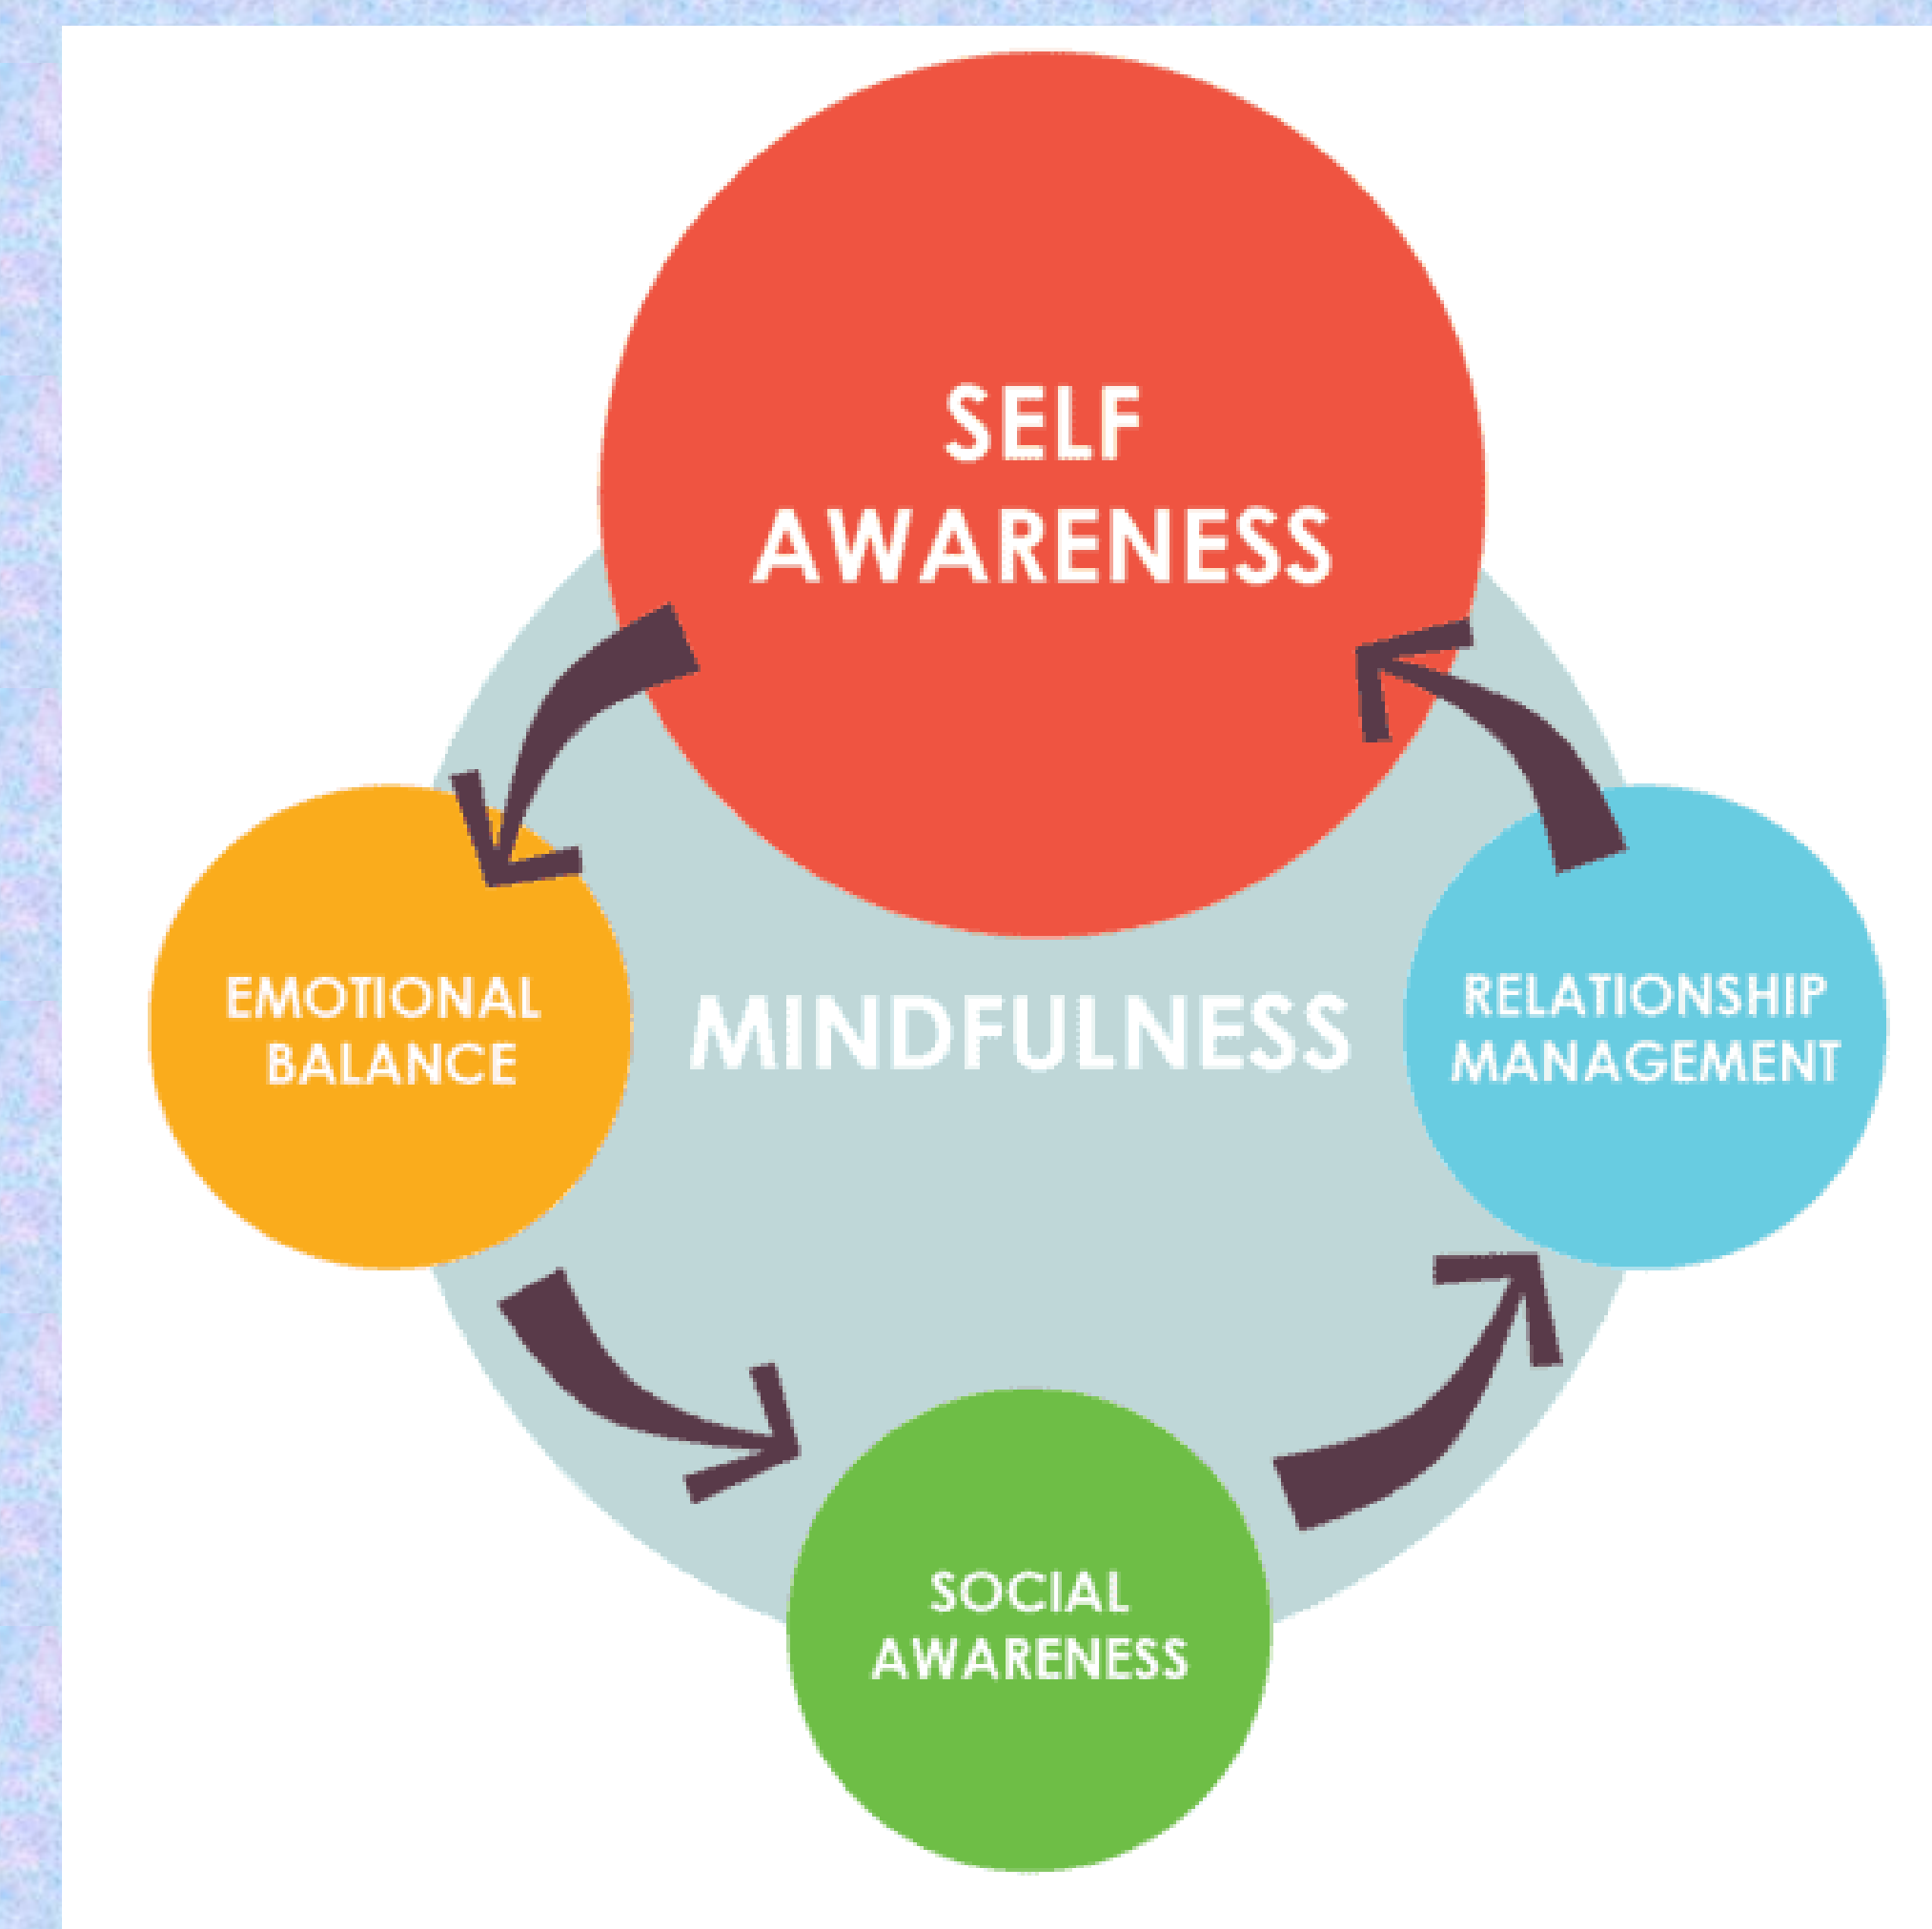 SELF
AWARENESS
EMOTIONAL
BALANCE
MINDFULNESS
RELATIONSHIP
MANAGEMENT
SOCIAL
AWARENESS